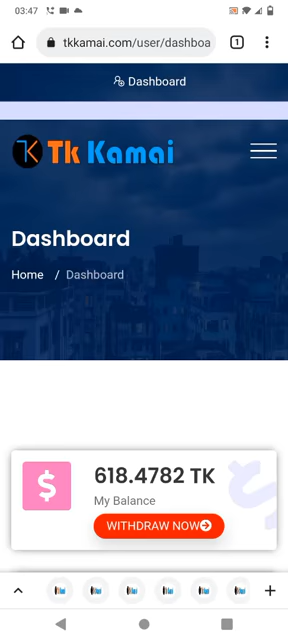 03:47
tkkamai.com/user/dashboa
1
Dashboard
Tk Kamai
Dashboard
Home / Dashboard
$
618.4782 TK
My Balance
WITHDRAW NOW